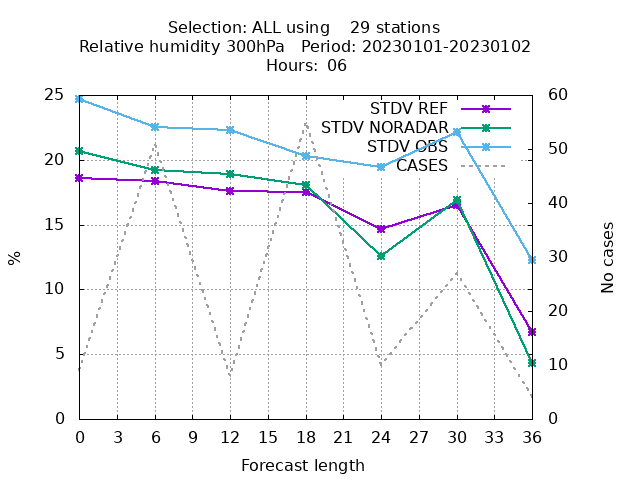 Selection: ALL using    29 stations
Relative humidity 300hPa   Period: 20230101-20230102
Hours: 06
25 60
STDV REF
STDV NORADAR
STDV OBS
CASES
20 50
15 40
10 30
5 20
0 10
0
%
No cases
0 3 6 9 12 15 18 21 24 27 30 33 36
Forecast length